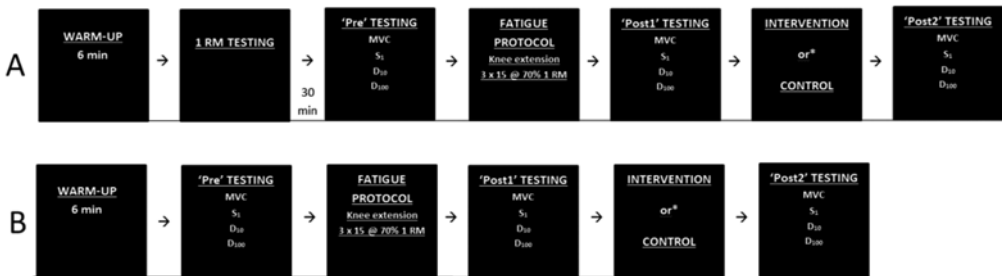 A
WARM-UP
6 min
1 RM TESTING
30
min
'Pre' TESTING
MVC
S₁
D₁₀
D₁₀₀
FATIGUE
PROTOCOL
Knee extension
3 x 15 @ 70% 1 RM
'Post1' TESTING
MVC
S₁
D₁₀
D₁₀₀
INTERVENTION
or*
CONTROL
'Post2' TESTING
MVC
S₁
D₁₀
D₁₀₀
B
WARM-UP
6 min
'Pre' TESTING
MVC
S₁
D₁₀
D₁₀₀
FATIGUE
PROTOCOL
Knee extension
3 x 15 @ 70% 1 RM
'Post1' TESTING
MVC
S₁
D₁₀
D₁₀₀
INTERVENTION
or*
CONTROL
'Post2' TESTING
MVC
S₁
D₁₀
D₁₀₀